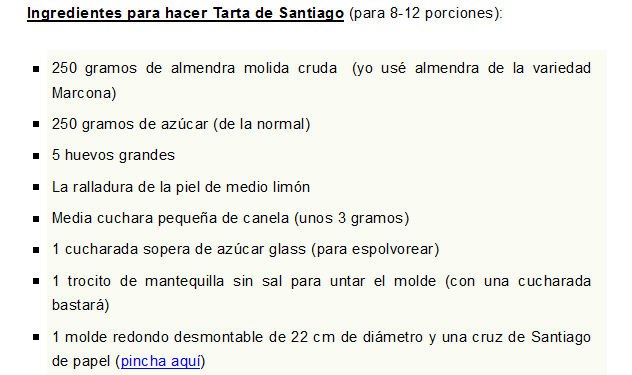 Ingredientes para hacer Tarta de Santiago (para 8-12 porciones):
250 gramos de almendra molida cruda (yo usé almendra de la variedad
Marcona)
250 gramos de azúcar (de la normal)
5 huevos grandes
La ralladura de la piel de medio limón
Media cuchara pequeña de canela (unos 3 gramos)
1 cucharada sopera de azúcar glass (para espolvorear)
1 trocito de mantequilla sin sal para untar el molde (con una cucharada
bastará)
1 molde redondo desmontable de 22 cm de diámetro y una cruz de Santiago
de papel (pincha aquí)